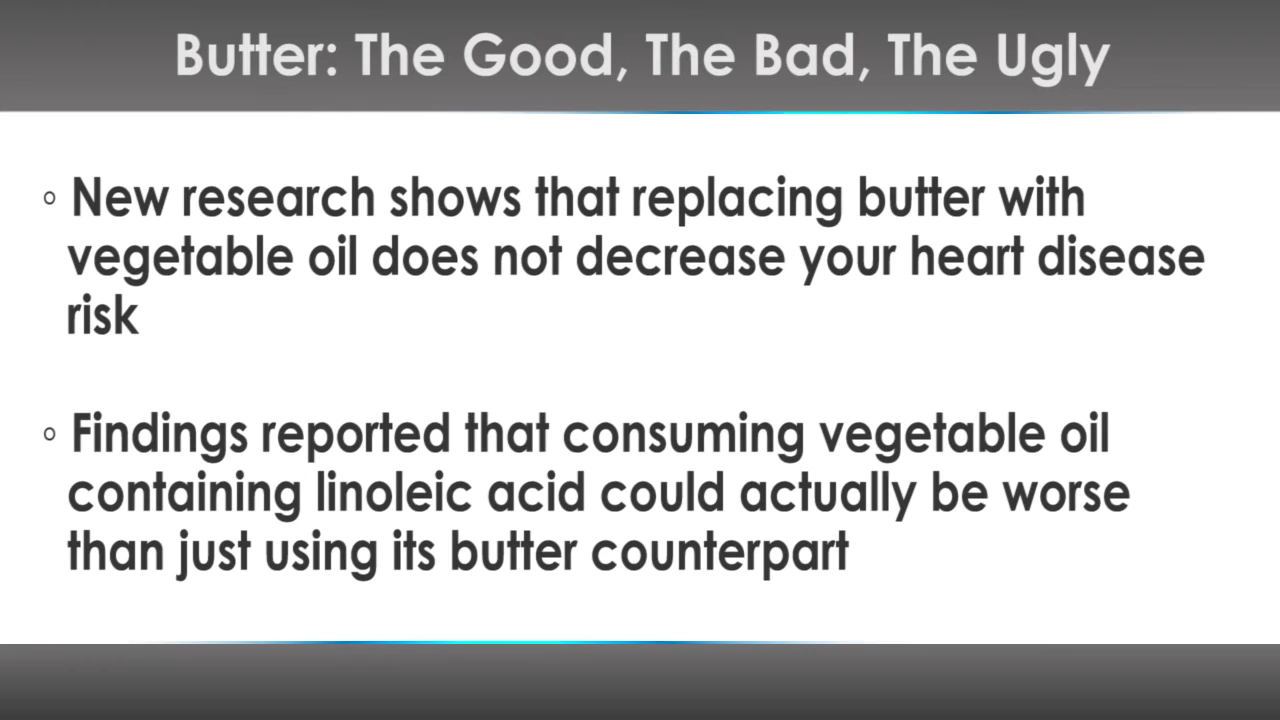 Butter: The Good, The Bad, The Ugly
◦ New research shows that replacing butter with
vegetable oil does not decrease your heart disease
risk
◦ Findings reported that consuming vegetable oil
containing linoleic acid could actually be worse
than just using its butter counterpart